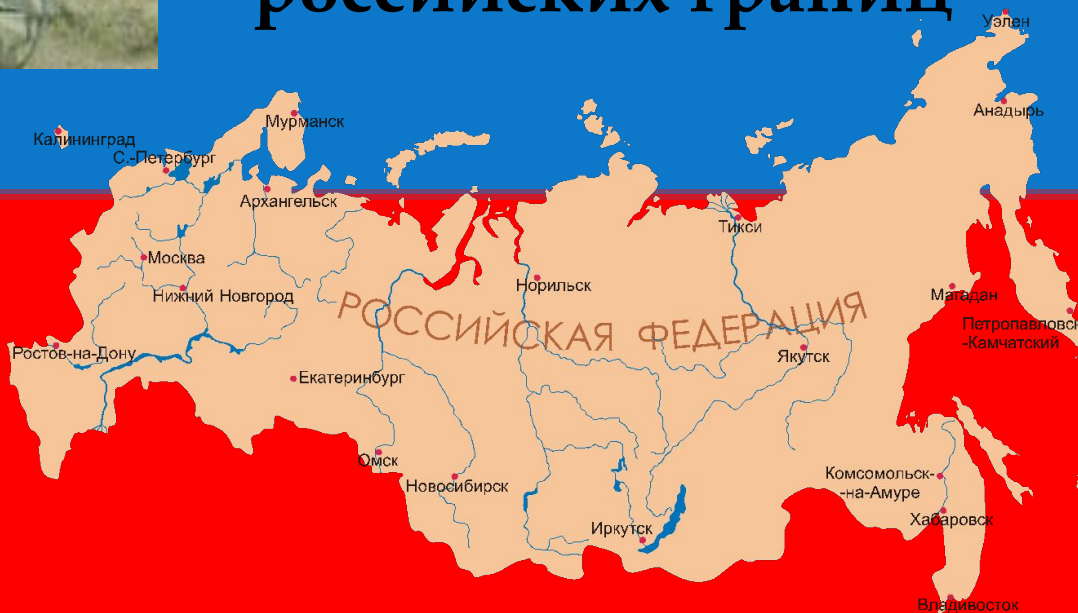 российских границ
Уэлен
Анадырь
Мурманск
Калининград
С.-Петербург
Архангельск
Тикси
Москва
Норильск
Нижний Новгород
Магадан
РОССИЙСКАЯ ФЕДЕРАЦИЯ
Петропавловск
-Камчатский
Ростов-на-Дону
Якутск
Екатеринбург
Омск
Новосибирск
Комсомольск-
-на-Амуре
Хабаровск
Иркутск
Владивосток